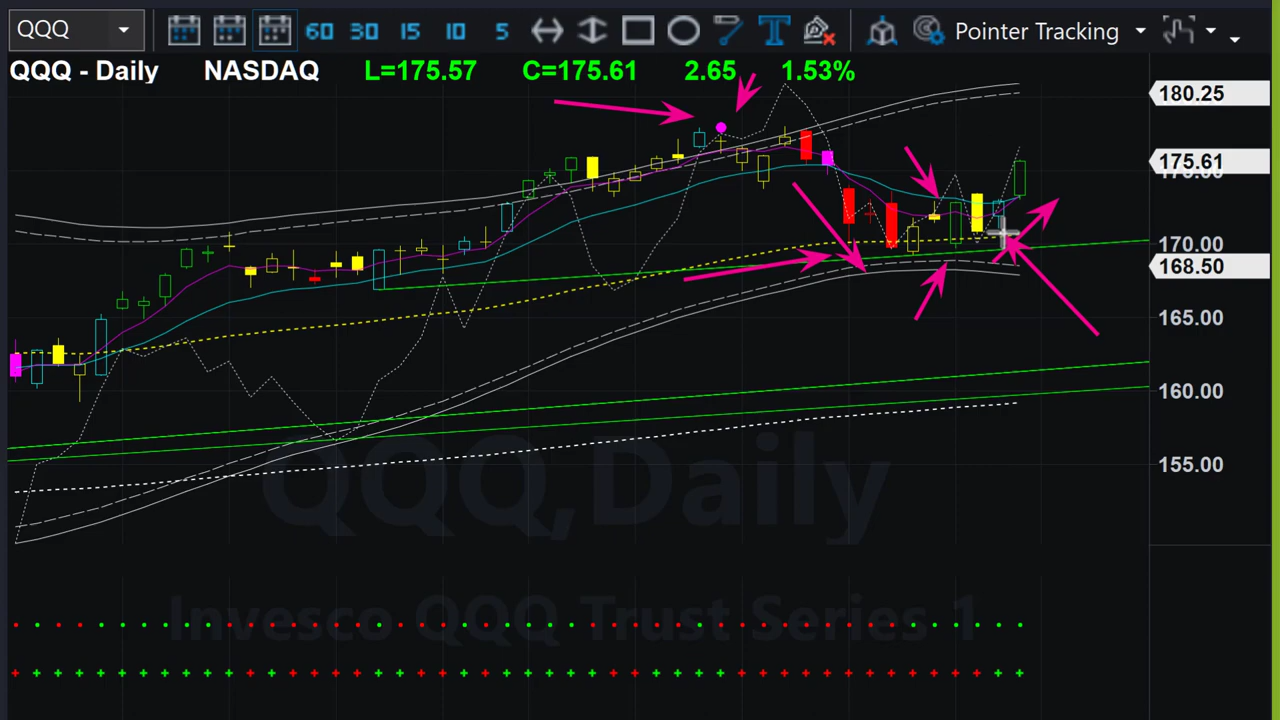 QQQ
60 30 15 10 5 T Pointer Tracking
QQQ - Daily NASDAQ L=175.57 C=175.61 2.65 1.53%
180.25
175.61
175.00
170.00
168.50
165.00
160.00
155.00
QQQ,Daily
Invesco QQQ Trust Series 1